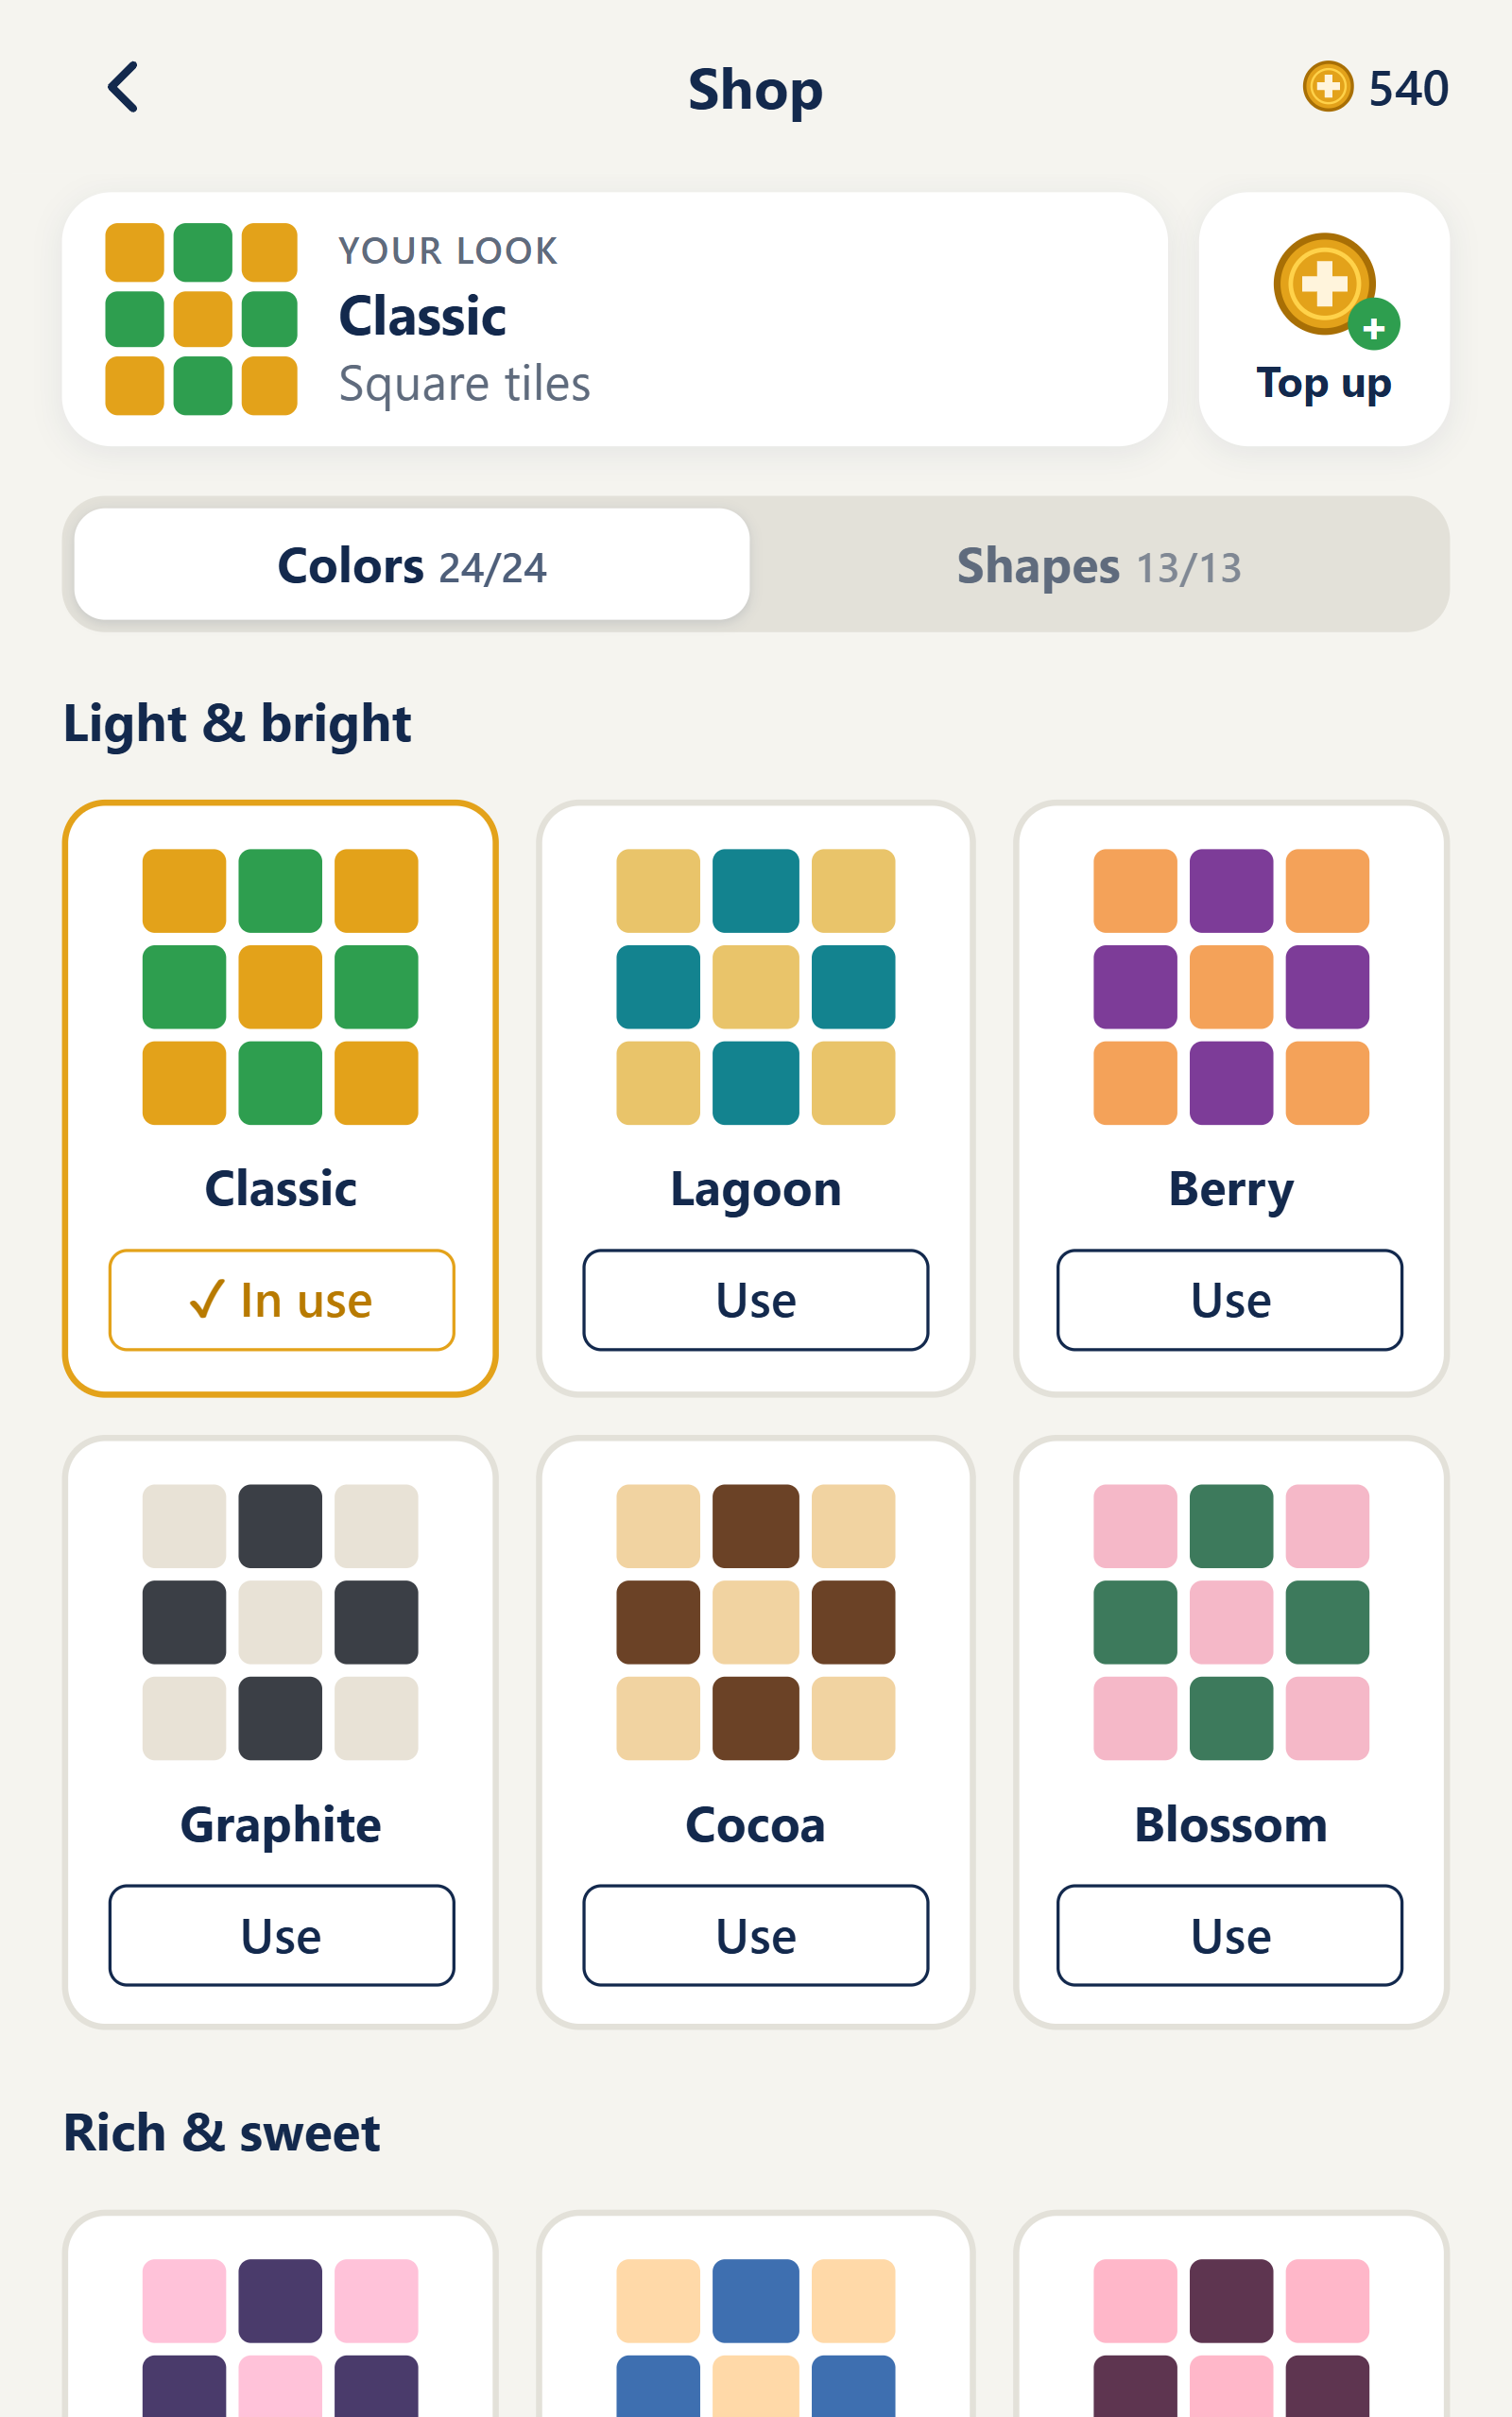 Shop
540
YOUR LOOK
Classic
Square tiles
Top up
Colors 24/24
Shapes 13/13
Light & bright
Classic
Lagoon
Berry
✓ In use
Use
Use
Graphite
Cocoa
Blossom
Use
Use
Use
Rich & sweet